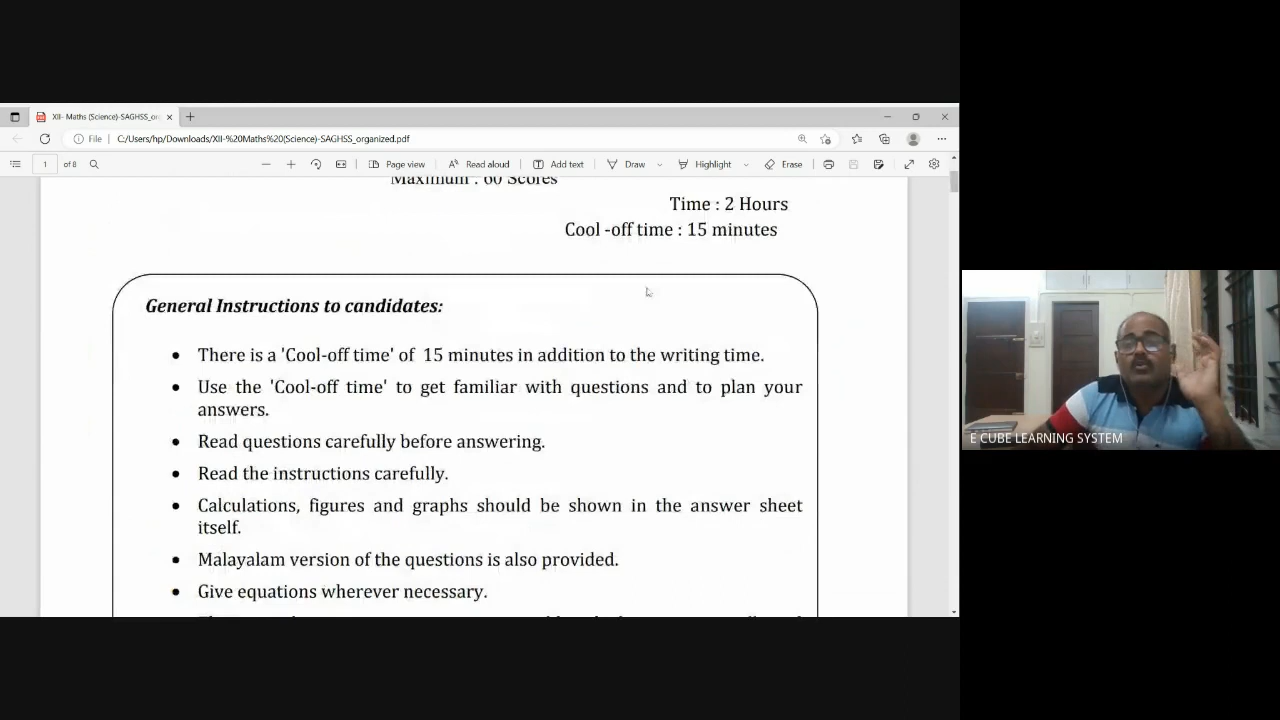 XII- Maths (Science)-SAGHSS_or
File
C:/Users/hp/Downloads/XII-%20Maths%20(Science)-SAGHSS_organized.pdf
1 of 8
Page view
Read aloud
Add text
Draw
Highlight
Erase
Maximum : 60 Scores
Time : 2 Hours
Cool -off time : 15 minutes
General Instructions to candidates:
There is a 'Cool-off time' of 15 minutes in addition to the writing time.
Use the 'Cool-off time' to get familiar with questions and to plan your
answers.
Read questions carefully before answering.
Read the instructions carefully.
Calculations, figures and graphs should be shown in the answer sheet
itself.
Malayalam version of the questions is also provided.
Give equations wherever necessary.
E CUBE LEARNING SYSTEM